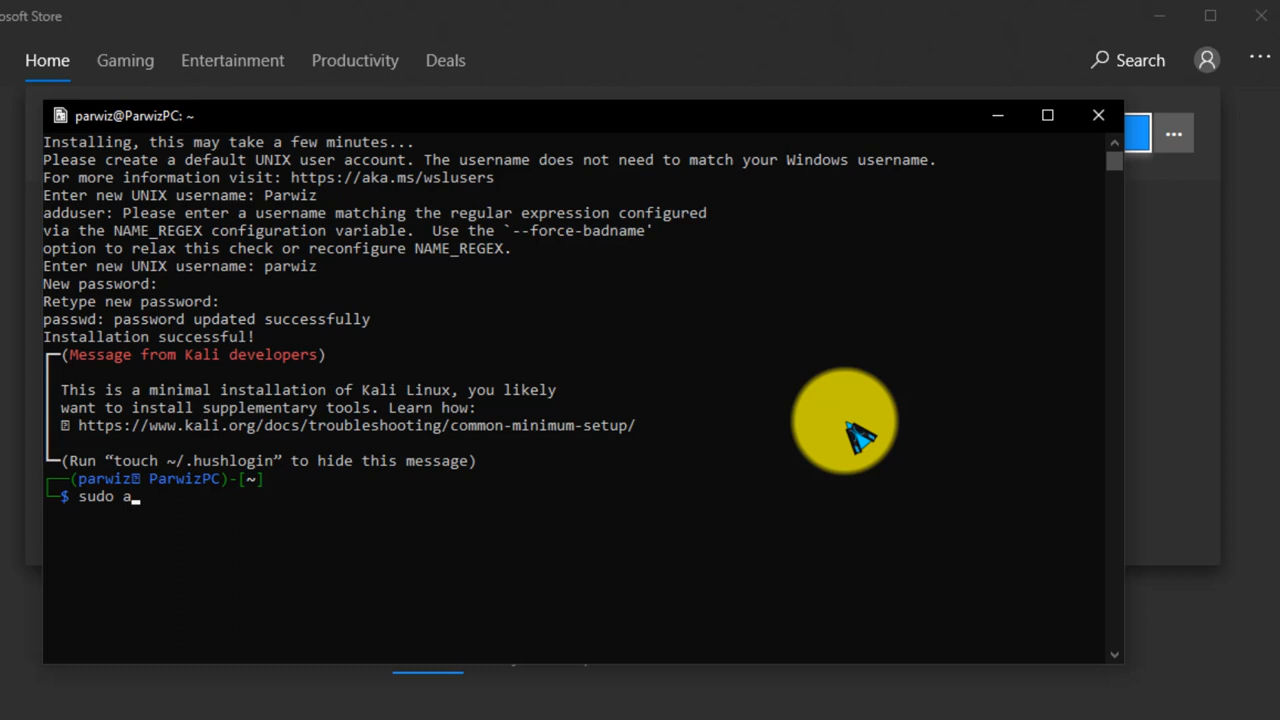 osoft Store
Home Gaming Entertainment Productivity Deals Search ...
parwiz@ParwizPC: ~
...
Installing, this may take a few minutes...
Please create a default UNIX user account. The username does not need to match your Windows username.
For more information visit: https://aka.ms/wslusers
Enter new UNIX username: Parwiz
adduser: Please enter a username matching the regular expression configured
via the NAME_REGEX configuration variable.  Use the `--force-badname'
option to relax this check or reconfigure NAME_REGEX.
Enter new UNIX username: parwiz
New password:
Retype new password:
passwd: password updated successfully
Installation successful!
┏━(Message from Kali developers)
┃ This is a minimal installation of Kali Linux, you likely
┃ want to install supplementary tools. Learn how:
┃ ⍰ https://www.kali.org/docs/troubleshooting/common-minimum-setup/
┗━(Run “touch ~/.hushlogin” to hide this message)
┌──(parwiz⍰ ParwizPC)-[~]
└─$ sudo a